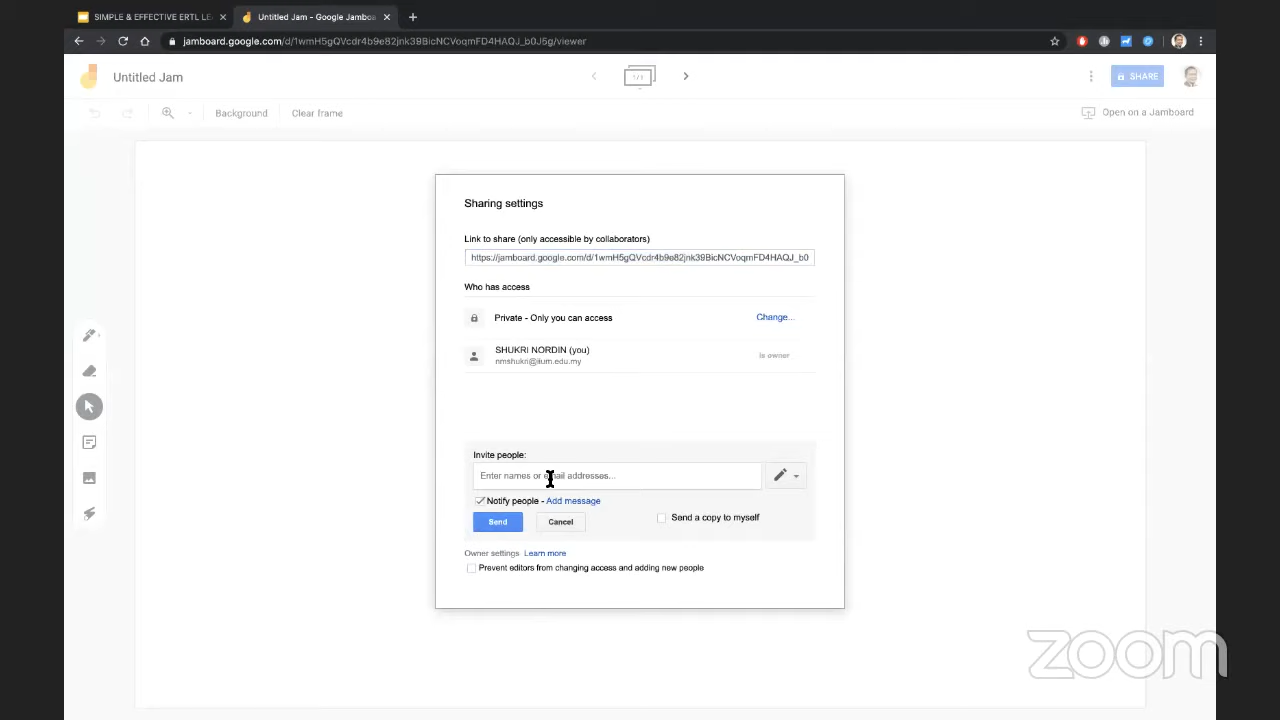 SIMPLE & EFFECTIVE ERTL LE
Untitled Jam - Google Jamboa
jamboard.google.com/d/1wmH5gQVcdr4b9e82jnk39BicNCVoqmFD4HAQJ_b0J5g/viewer
Untitled Jam
1/1
SHARE
Background
Clear frame
Open on a Jamboard
Sharing settings
Link to share (only accessible by collaborators)
https://jamboard.google.com/d/1wmH5gQVcdr4b9e82jnk39BicNCVoqmFD4HAQJ_b0
Who has access
Private - Only you can access
Change...
SHUKRI NORDIN (you)
nmshukri@iium.edu.my
Is owner
Invite people:
Enter names or email addresses...
Notify people - Add message
Send
Cancel
Send a copy to myself
Owner settings Learn more
Prevent editors from changing access and adding new people
zoom